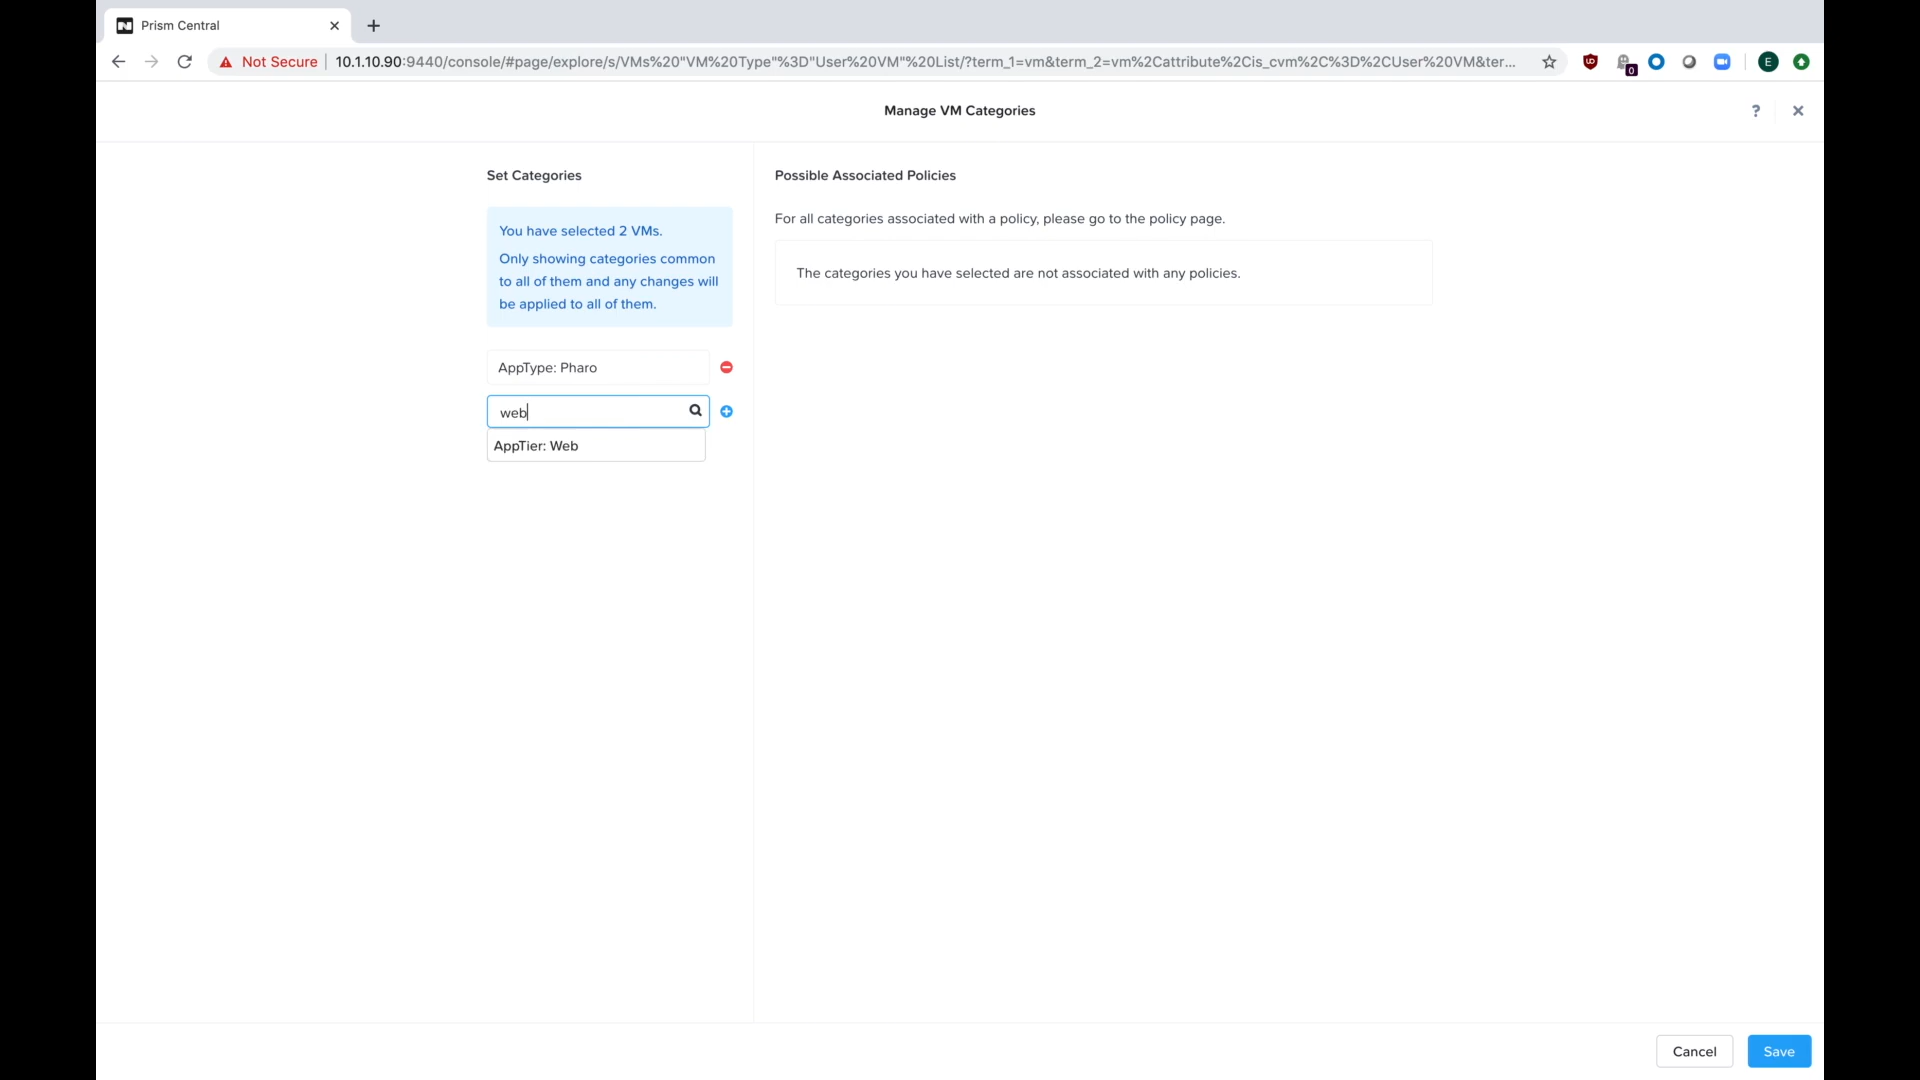 Prism Central
Not Secure
10.1.10.90:9440/console/#page/explore/s/VMs%20"VM%20Type"%3D"User%20VM"%20List/?term_1=vm&term_2=vm%2Cattribute%2Cis_cvm%2C%3D%2CUser%20VM&ter...
0
E
Manage VM Categories
?
Set Categories
Possible Associated Policies
You have selected 2 VMs.
Only showing categories common
to all of them and any changes will
be applied to all of them.
For all categories associated with a policy, please go to the policy page.
The categories you have selected are not associated with any policies.
AppType: Pharo
web
AppTier: Web
Cancel
Save